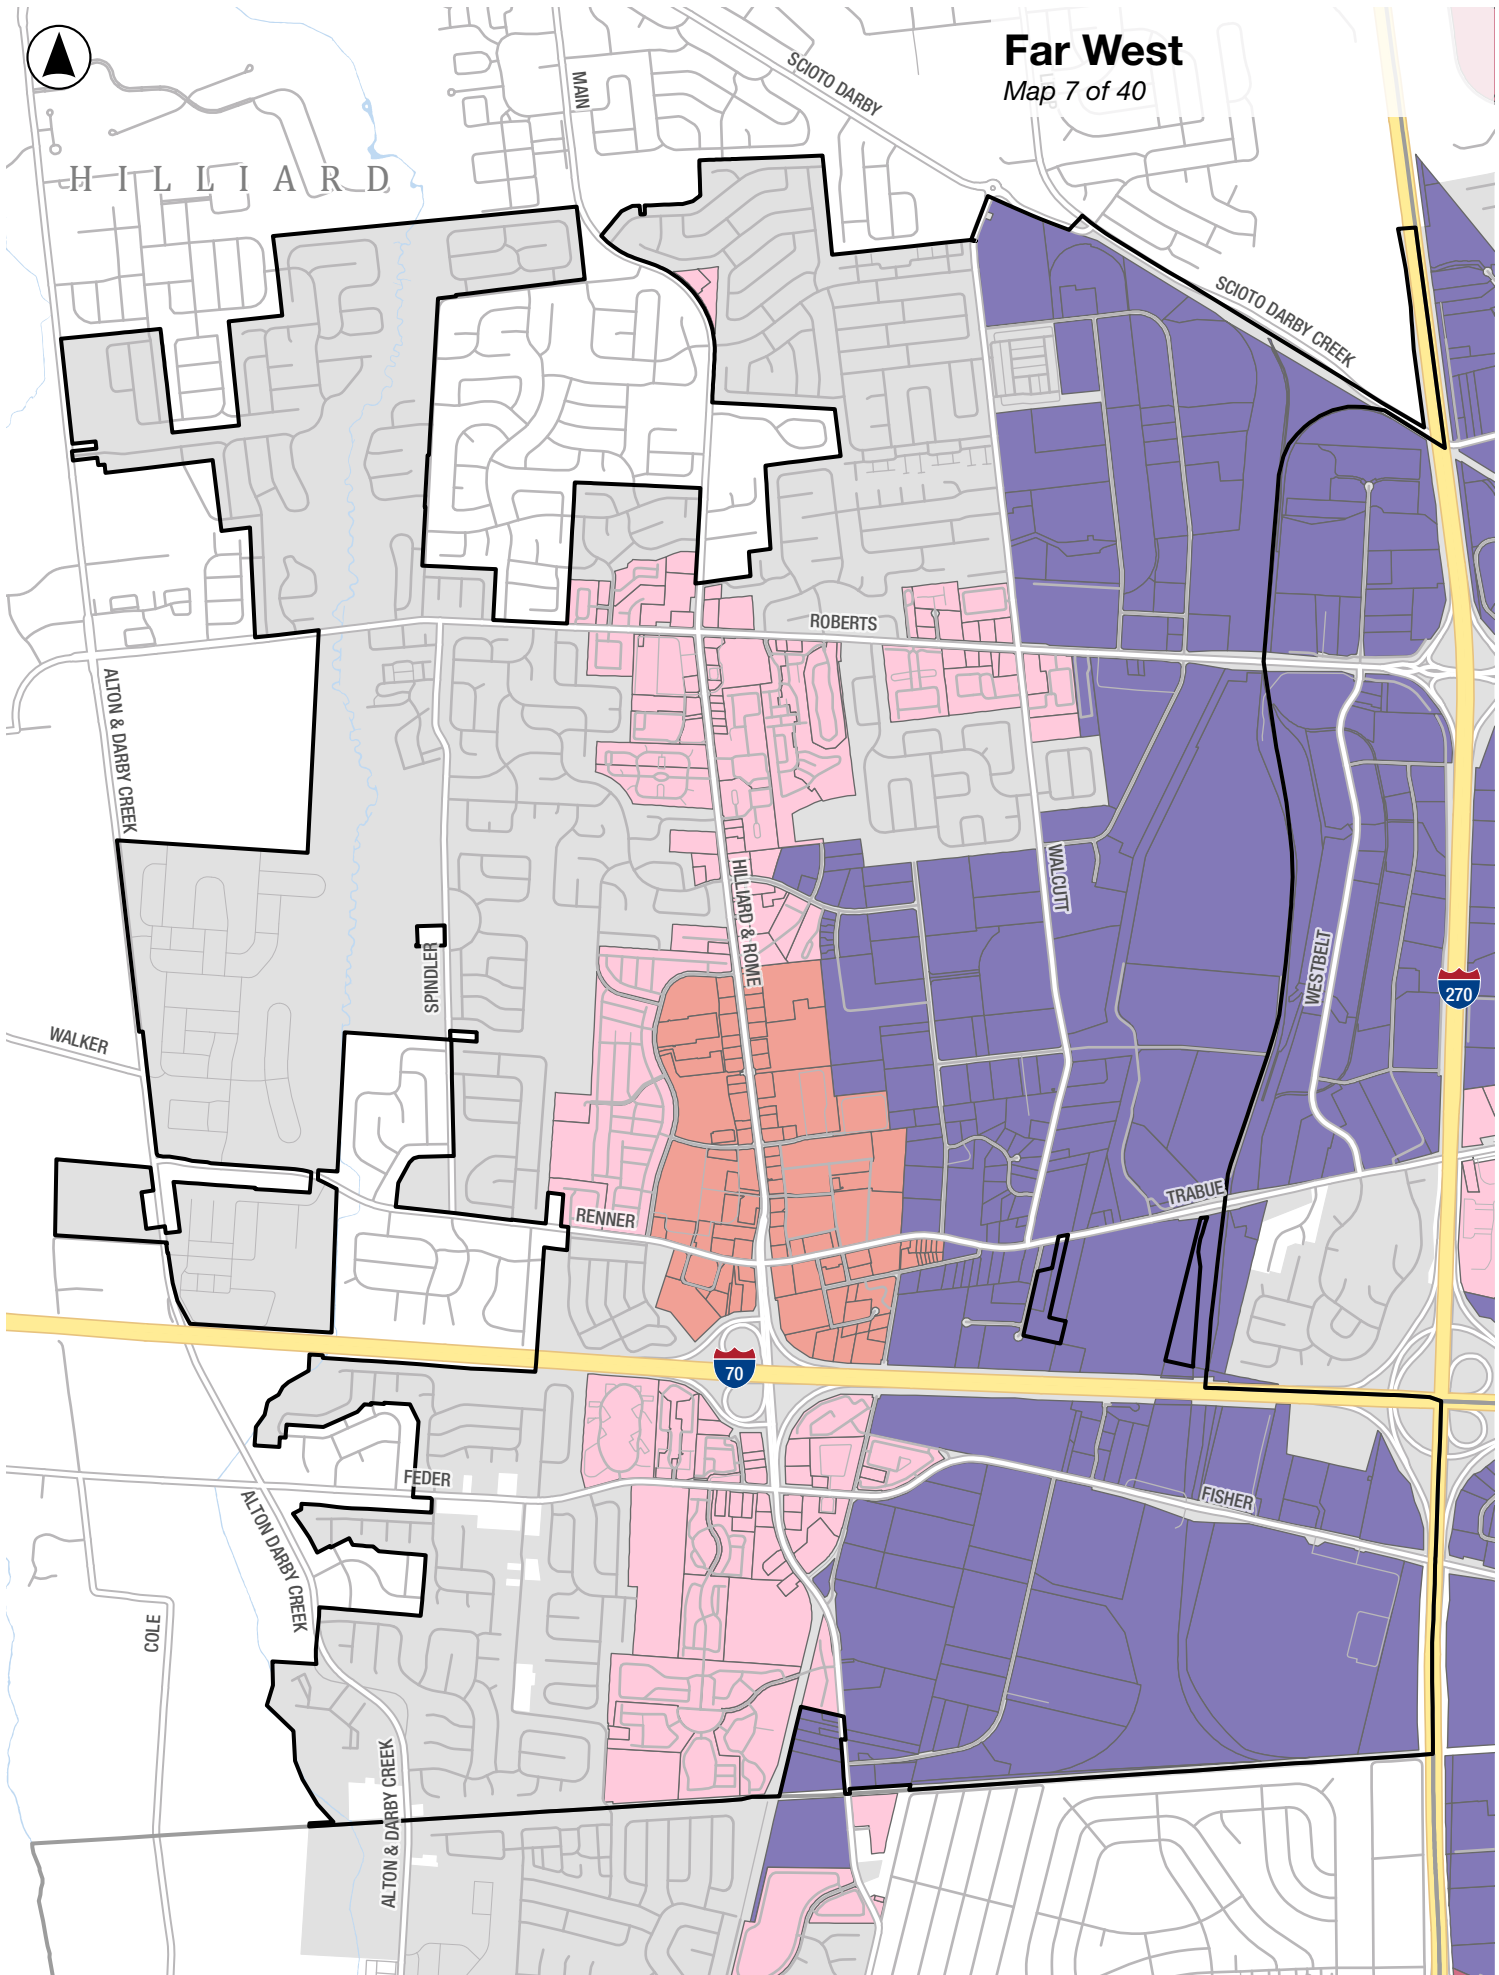 Far West
Map 7 of 40
MAIN
SCIOTO DARBY
HILLIARD
SCIOTO DARBY CREEK
ROBERTS
ALTON & DARBY CREEK
HILLIARD & ROME
WALCUTT
SPINDLER
WESTBELT
270
WALKER
RENNER
TRABUE
70
FEDER
FISHER
ALTON DARBY CREEK
COLE
ALTON & DARBY CREEK